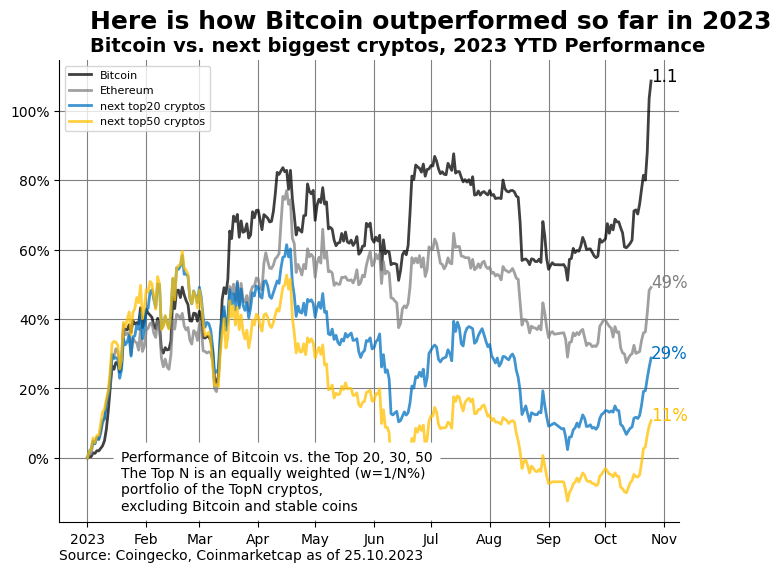 Here is how Bitcoin outperformed so far in 2023
Bitcoin vs. next biggest cryptos, 2023 YTD Performance
Bitcoin
Ethereum
next top20 cryptos
next top50 cryptos
1.1
100%
80%
60%
49%
40%
29%
20%
11%
0%
Performance of Bitcoin vs. the Top 20, 30, 50
The Top N is an equally weighted (w=1/N%)
portfolio of the TopN cryptos,
excluding Bitcoin and stable coins
2023 Feb Mar Apr May Jun Jul Aug Sep Oct Nov
Source: Coingecko, Coinmarketcap as of 25.10.2023